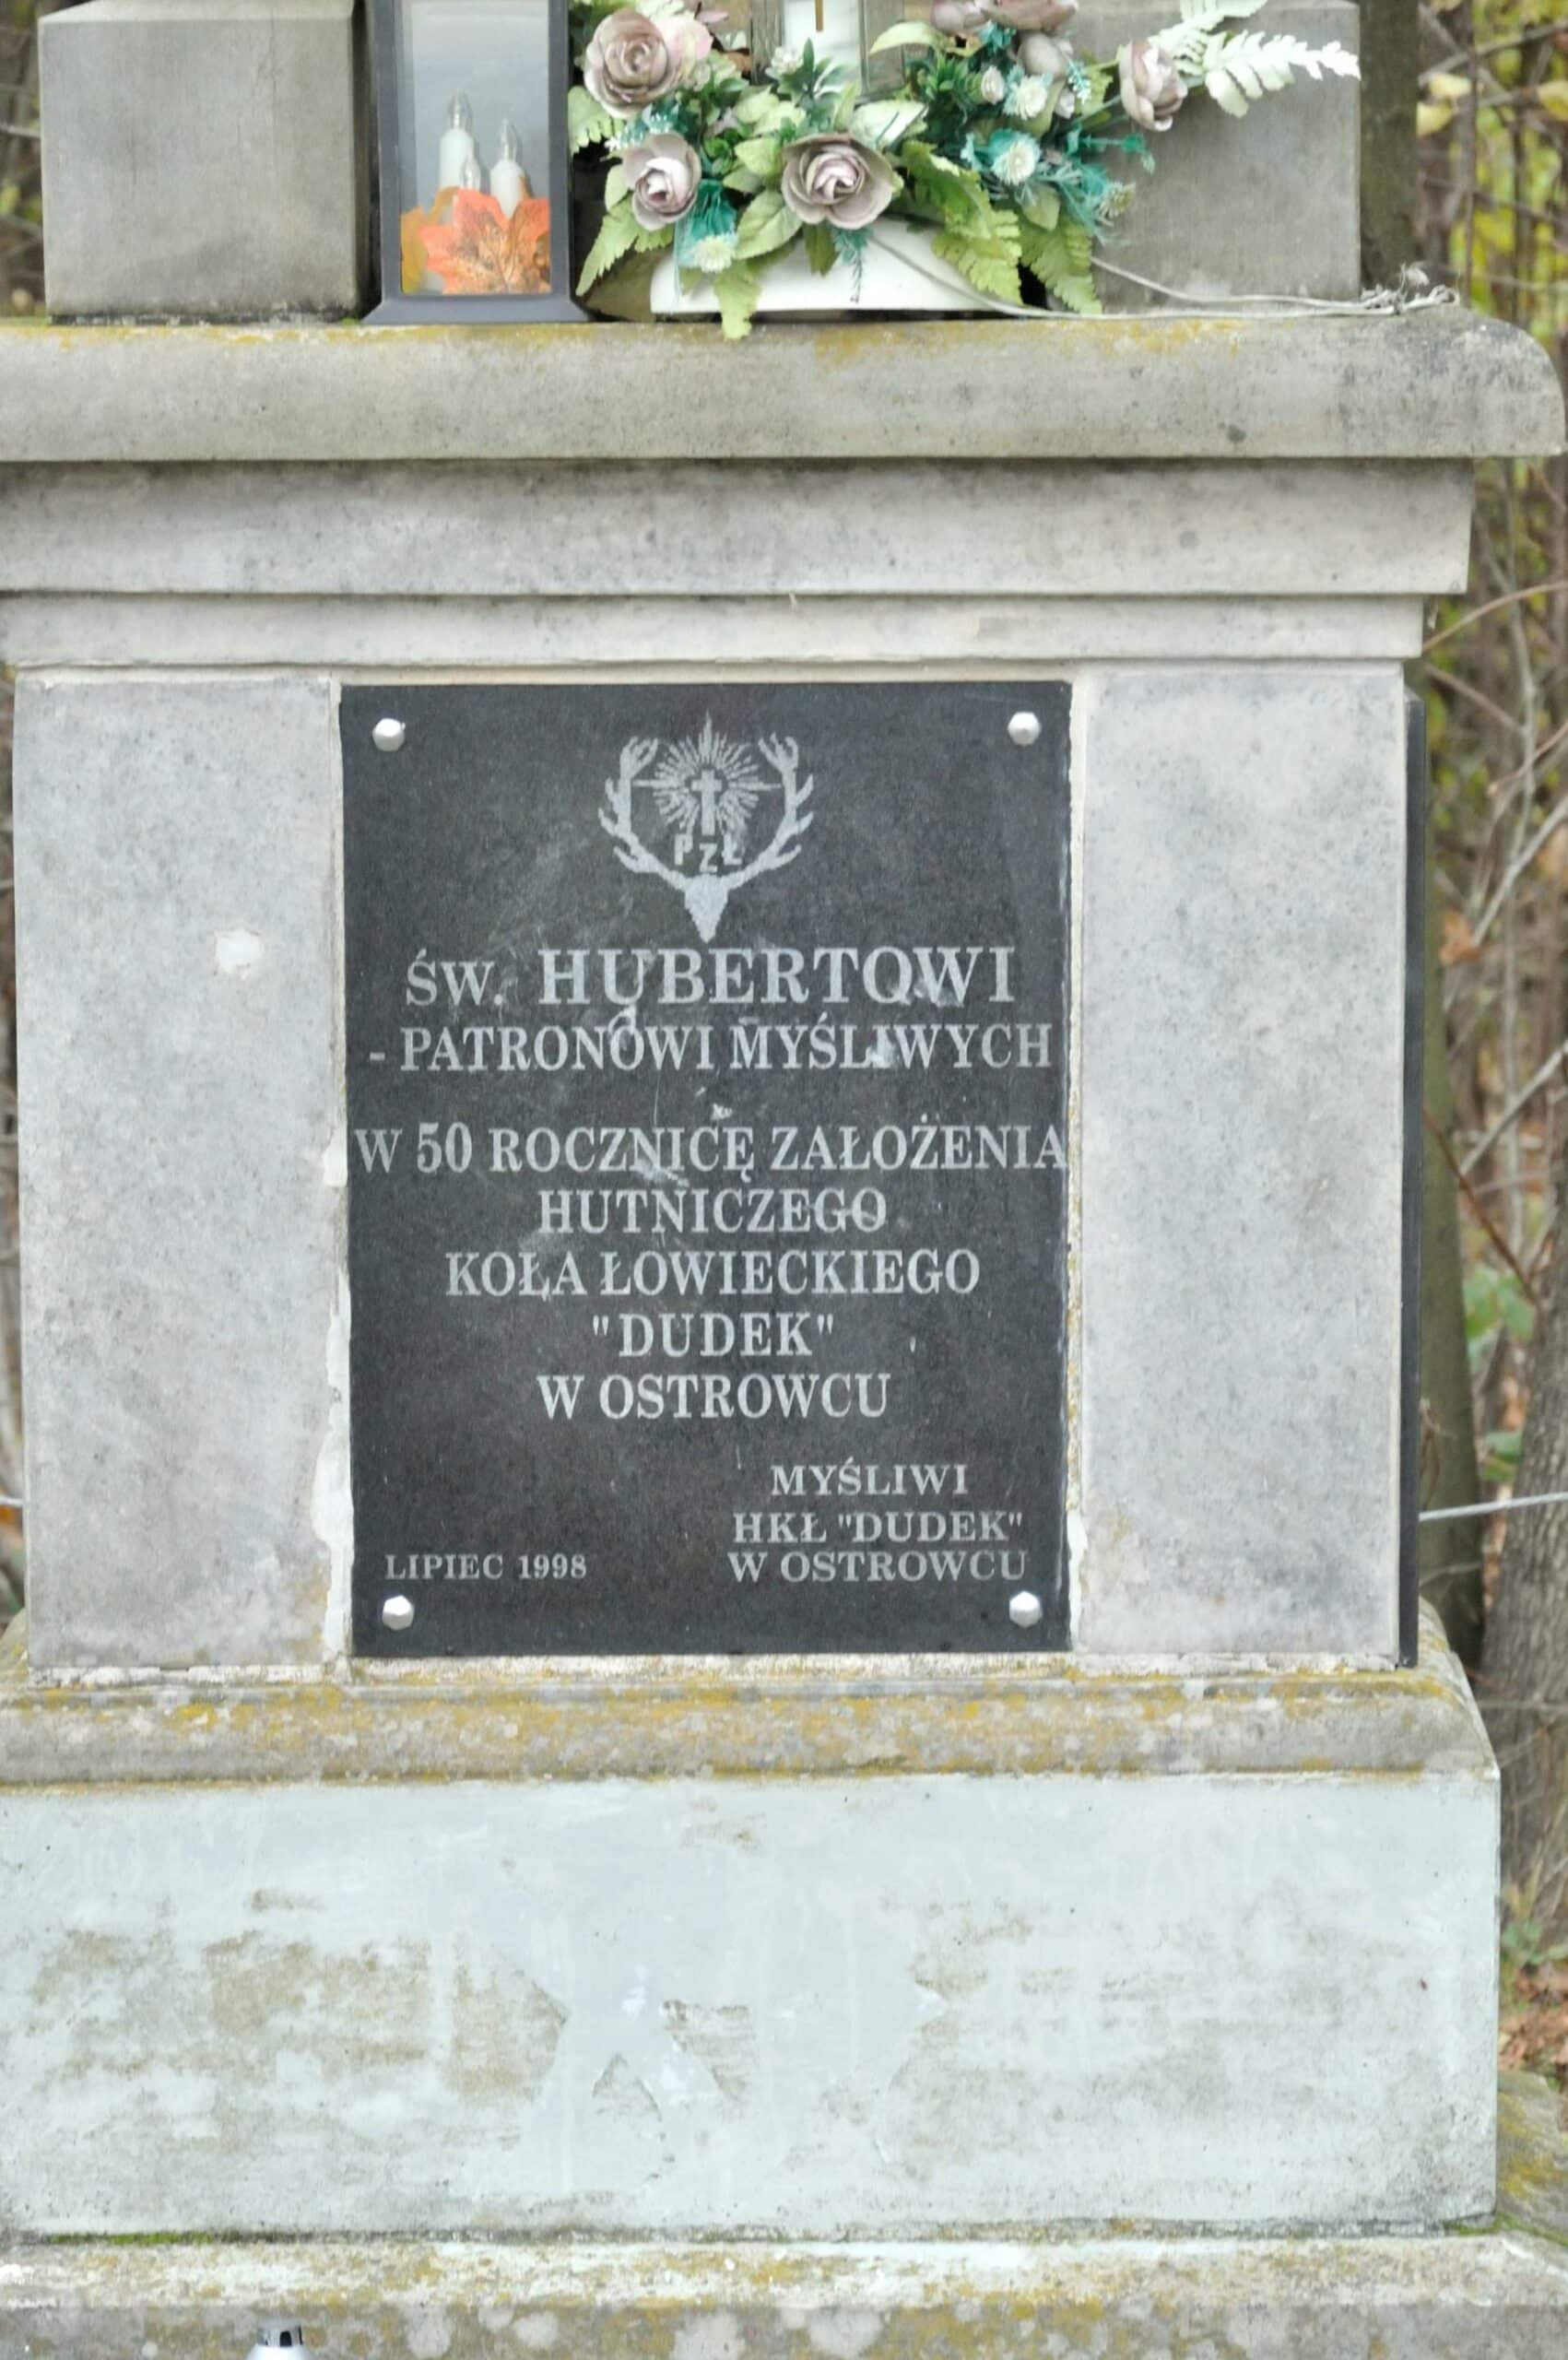 PZŁ
ŚW. HUBERTOWI
- PATRONOWI MYŚLIWYCH
W 50 ROCZNICĘ ZAŁOŻENIA
HUTNICZEGO
KOŁA ŁOWIECKIEGO
"DUDEK"
W OSTROWCU
MYŚLIWI
HKŁ "DUDEK"
W OSTROWCU
LIPIEC 1998